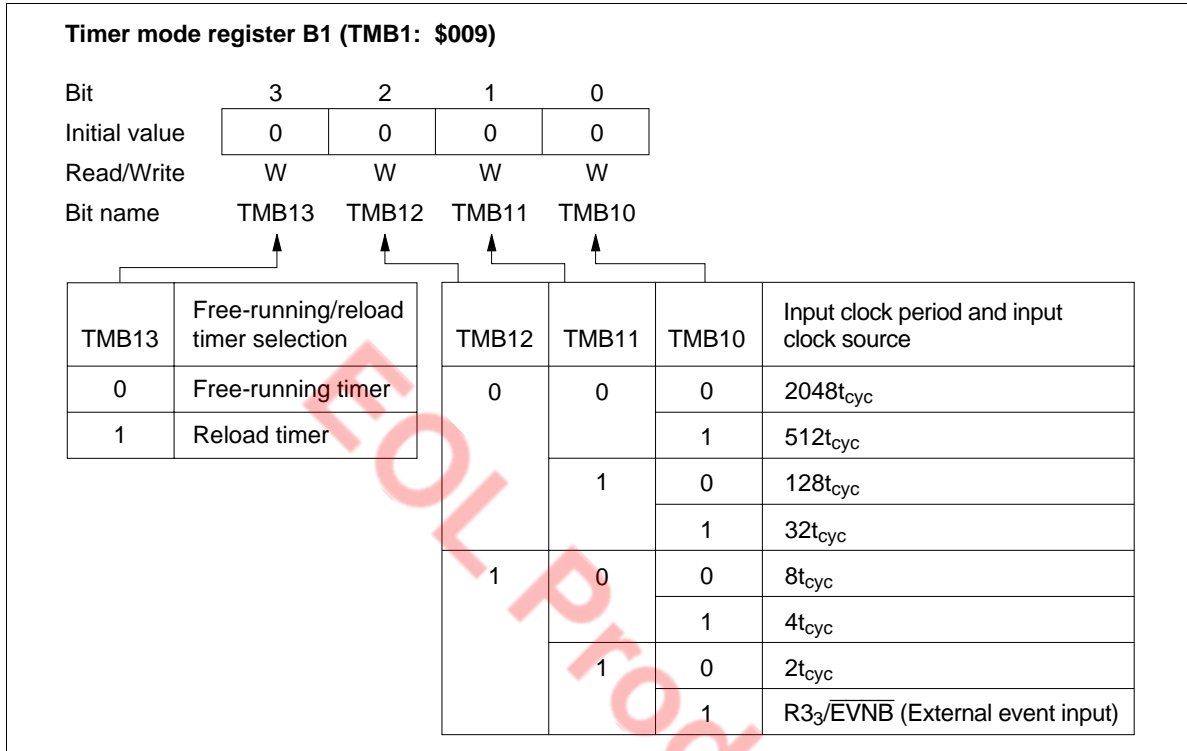 Timer mode register B1 (TMB1: $009)
Bit 3 2 1 0
Initial value 0 0 0 0
Read/Write W W W W
Bit name TMB13 TMB12 TMB11 TMB10
TMB13 Free-running/reload timer selection
0 Free-running timer
1 Reload timer
TMB12 TMB11 TMB10 Input clock period and input clock source
0 0 0 2048tcyc
1 512tcyc
1 0 128tcyc
1 32tcyc
1 0 0 8tcyc
1 4tcyc
1 0 2tcyc
1 R33/EVNB (External event input)
EOL Prod